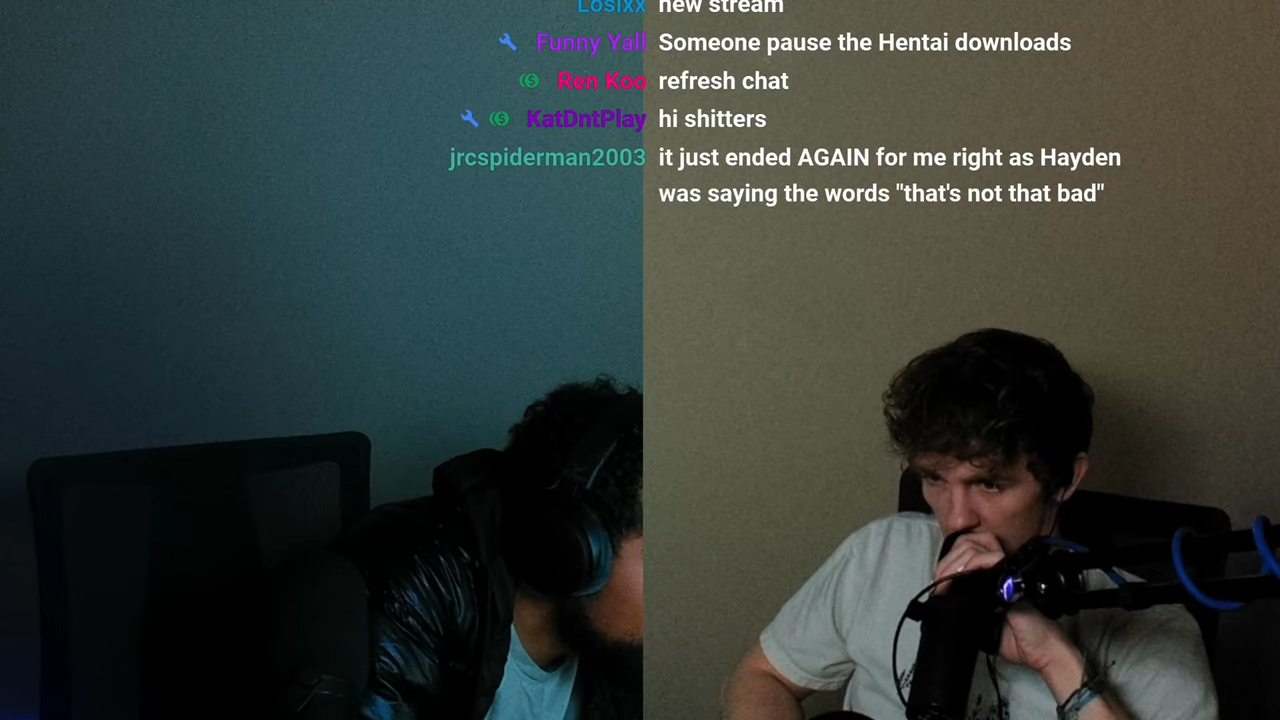 Losixx new stream
Funny Yall Someone pause the Hentai downloads
Ren Koo refresh chat
KatDntPlay hi shitters
jrcspiderman2003 it just ended AGAIN for me right as Hayden
was saying the words "that's not that bad"